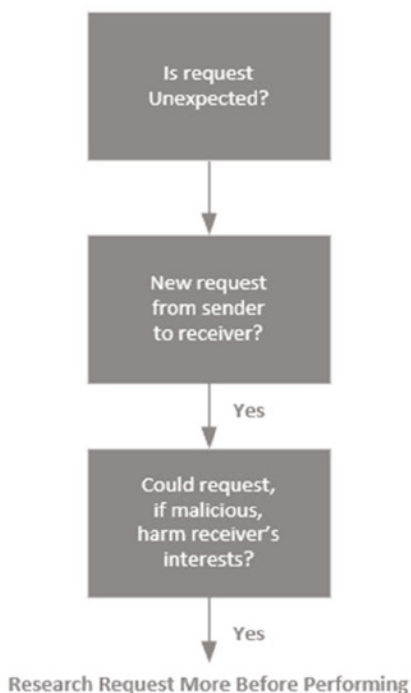 Is request
Unexpected?
New request
from sender
to receiver?
Yes
Could request,
if malicious,
harm receiver's
interests?
Yes
Research Request More Before Performing